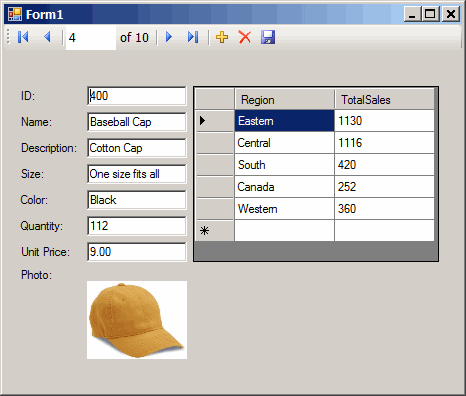 Form1
4 of 10
ID: 400
Name: Baseball Cap
Description: Cotton Cap
Size: One size fits all
Color: Black
Quantity: 112
Unit Price: 9.00
Photo:
Region TotalSales
Eastern 1130
Central 1116
South 420
Canada 252
Western 360